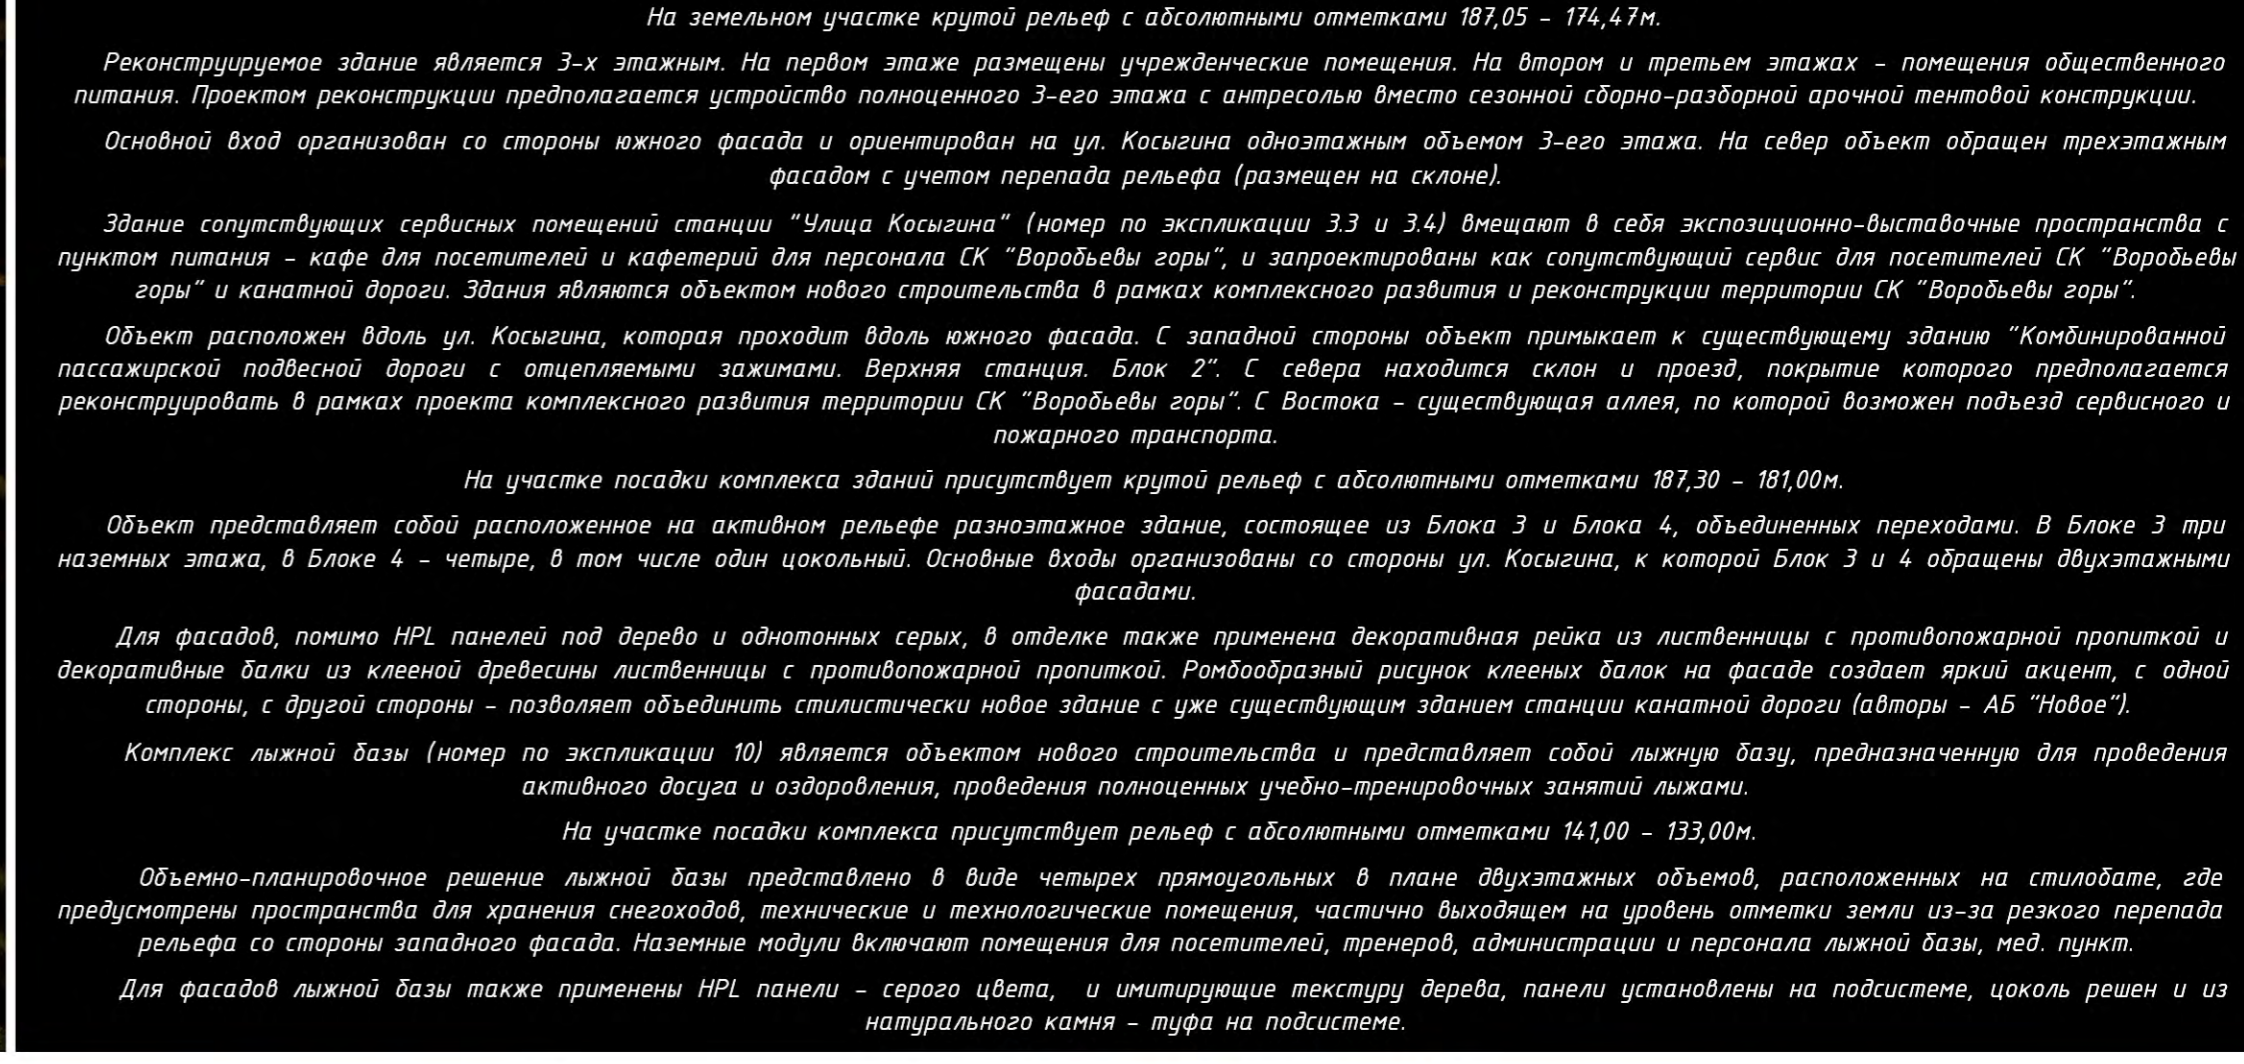 На земельном участке крутой рельеф с абсолютными отметками 187,05 - 174,47м.
Реконструируемое здание является 3-х этажным. На первом этаже размещены учрежденческие помещения. На втором и третьем этажах - помещения общественного
питания. Проектом реконструкции предполагается устройство полноценного 3-его этажа с антресолью вместо сезонной сборно-разборной арочной тентовой конструкции.
Основной вход организован со стороны южного фасада и ориентирован на ул. Косыгина одноэтажным объемом 3-его этажа. На север объект обращен трехэтажным
фасадом с учетом перепада рельефа (размещен на склоне).
Здание сопутствующих сервисных помещений станции "Улица Косыгина" (номер по экспликации 3.3 и 3.4) вмещают в себя экспозиционно-выставочные пространства с
пунктом питания - кафе для посетителей и кафетерий для персонала СК "Воробьевы горы", и запроектированы как сопутствующий сервис для посетителей СК "Воробьевы
горы" и канатной дороги. Здания являются объектом нового строительства в рамках комплексного развития и реконструкции территории СК "Воробьевы горы".
Объект расположен вдоль ул. Косыгина, которая проходит вдоль южного фасада. С западной стороны объект примыкает к существующему зданию "Комбинированной
пассажирской подвесной дороги с отцепляемыми зажимами. Верхняя станция. Блок 2". С севера находится склон и проезд, покрытие которого предполагается
реконструировать в рамках проекта комплексного развития территории СК "Воробьевы горы". С Востока - существующая аллея, по которой возможен подъезд сервисного и
пожарного транспорта.
На участке посадки комплекса зданий присутствует крутой рельеф с абсолютными отметками 187,30 - 181,00м.
Объект представляет собой расположенное на активном рельефе разноэтажное здание, состоящее из Блока 3 и Блока 4, объединенных переходами. В Блоке 3 три
наземных этажа, в Блоке 4 - четыре, в том числе один цокольный. Основные входы организованы со стороны ул. Косыгина, к которой Блок 3 и 4 обращены двухэтажными
фасадами.
Для фасадов, помимо HPL панелей под дерево и однотонных серых, в отделке также применена декоративная рейка из лиственницы с противопожарной пропиткой и
декоративные балки из клееной древесины лиственницы с противопожарной пропиткой. Ромбообразный рисунок клееных балок на фасаде создает яркий акцент, с одной
стороны, с другой стороны - позволяет объединить стилистически новое здание с уже существующим зданием станции канатной дороги (авторы - АБ "Новое").
Комплекс лыжной базы (номер по экспликации 10) является объектом нового строительства и представляет собой лыжную базу, предназначенную для проведения
активного досуга и оздоровления, проведения полноценных учебно-тренировочных занятий лыжами.
На участке посадки комплекса присутствует рельеф с абсолютными отметками 141,00 - 133,00м.
Объемно-планировочное решение лыжной базы представлено в виде четырех прямоугольных в плане двухэтажных объемов, расположенных на стилобате, где
предусмотрены пространства для хранения снегоходов, технические и технологические помещения, частично выходящем на уровень отметки земли из-за резкого перепада
рельефа со стороны западного фасада. Наземные модули включают помещения для посетителей, тренеров, администрации и персонала лыжной базы, мед. пункт.
Для фасадов лыжной базы также применены HPL панели - серого цвета, и имитирующие текстуру дерева, панели установлены на подсистеме, цоколь решен и из
натурального камня - туфа на подсистеме.